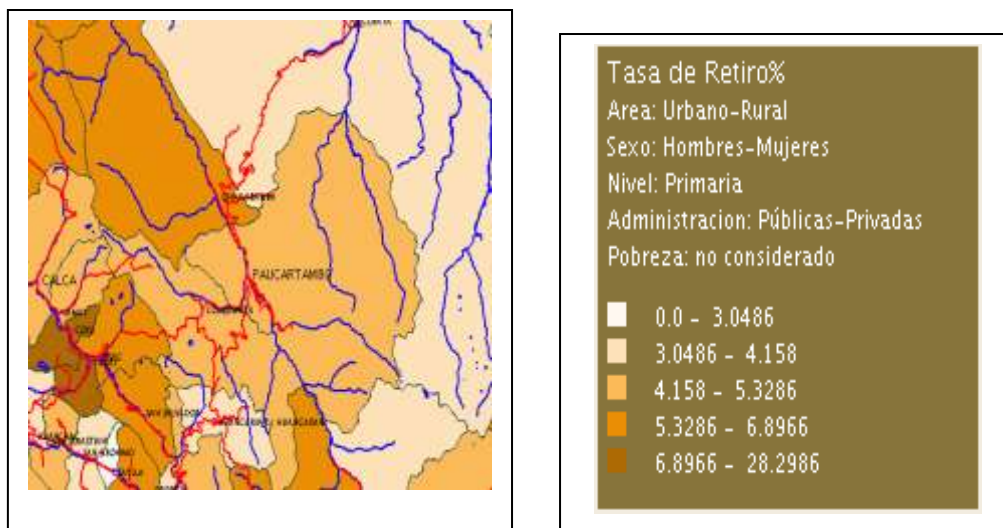 CALCA
PAUCARTAMBO
SAN SALVADOR
Tasa de Retiro%
Area: Urbano-Rural
Sexo: Hombres-Mujeres
Nivel: Primaria
Administracion: Públicas-Privadas
Pobreza: no considerado
0.0 - 3.0486
3.0486 - 4.158
4.158 - 5.3286
5.3286 - 6.8966
6.8966 - 28.2986